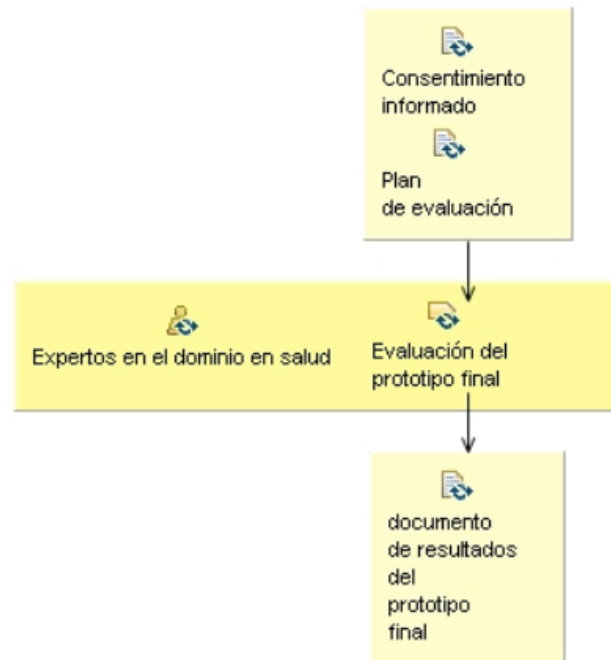 Consentimiento
informado
Plan
de evaluación
Expertos en el dominio en salud
Evaluación del
prototipo final
documento
de resultados
del
prototipo
final